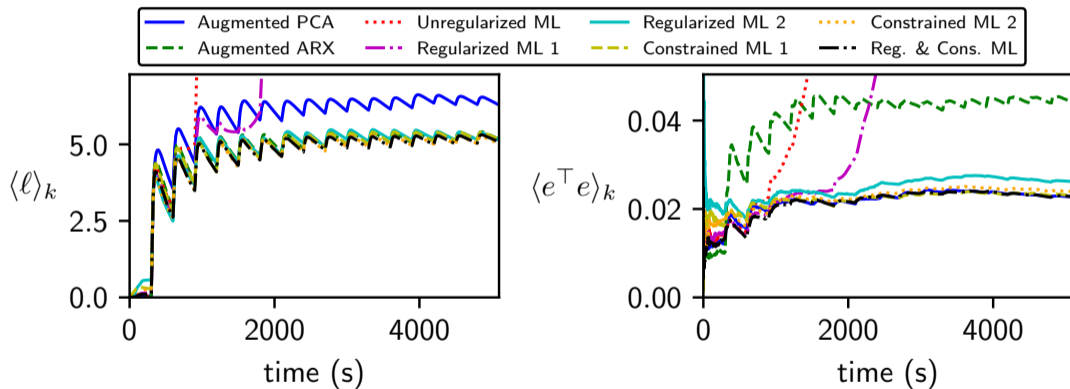 Augmented PCA Unregularized ML Regularized ML 2 Constrained ML 2
Augmented ARX Regularized ML 1 Constrained ML 1 Reg. & Cons. ML
5.0
2.5
0.0
⟨ℓ⟩ₖ
0 2000 4000
time (s)
0.04
0.02
0.00
⟨e⊤e⟩ₖ
0 2000 4000
time (s)